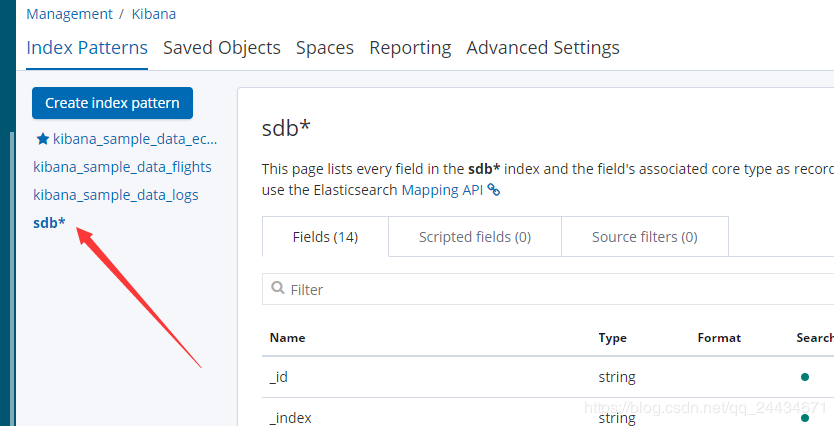 Management / Kibana
Index Patterns Saved Objects Spaces Reporting Advanced Settings
Create index pattern
kibana_sample_data_ec...
kibana_sample_data_flights
kibana_sample_data_logs
sdb*
sdb*
This page lists every field in the sdb* index and the field's associated core type as recor
use the Elasticsearch Mapping API
Fields (14) Scripted fields (0) Source filters (0)
Filter
Name Type Format Search
_id string
_index string
https://blog.csdn.net/qq_24434671